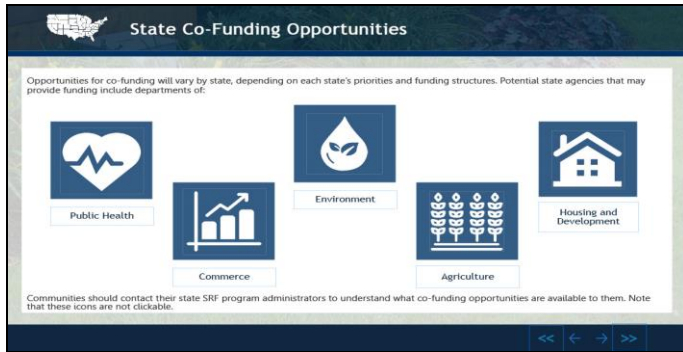 State Co-Funding Opportunities
Opportunities for co-funding will vary by state, depending on each state's priorities and funding structures. Potential state agencies that may
provide funding include departments of:
Public Health
Commerce
Environment
Agriculture
Housing and
Development
Communities should contact their state SRF program administrators to understand what co-funding opportunities are available to them. Note
that these icons are not clickable.
<< ← → >>